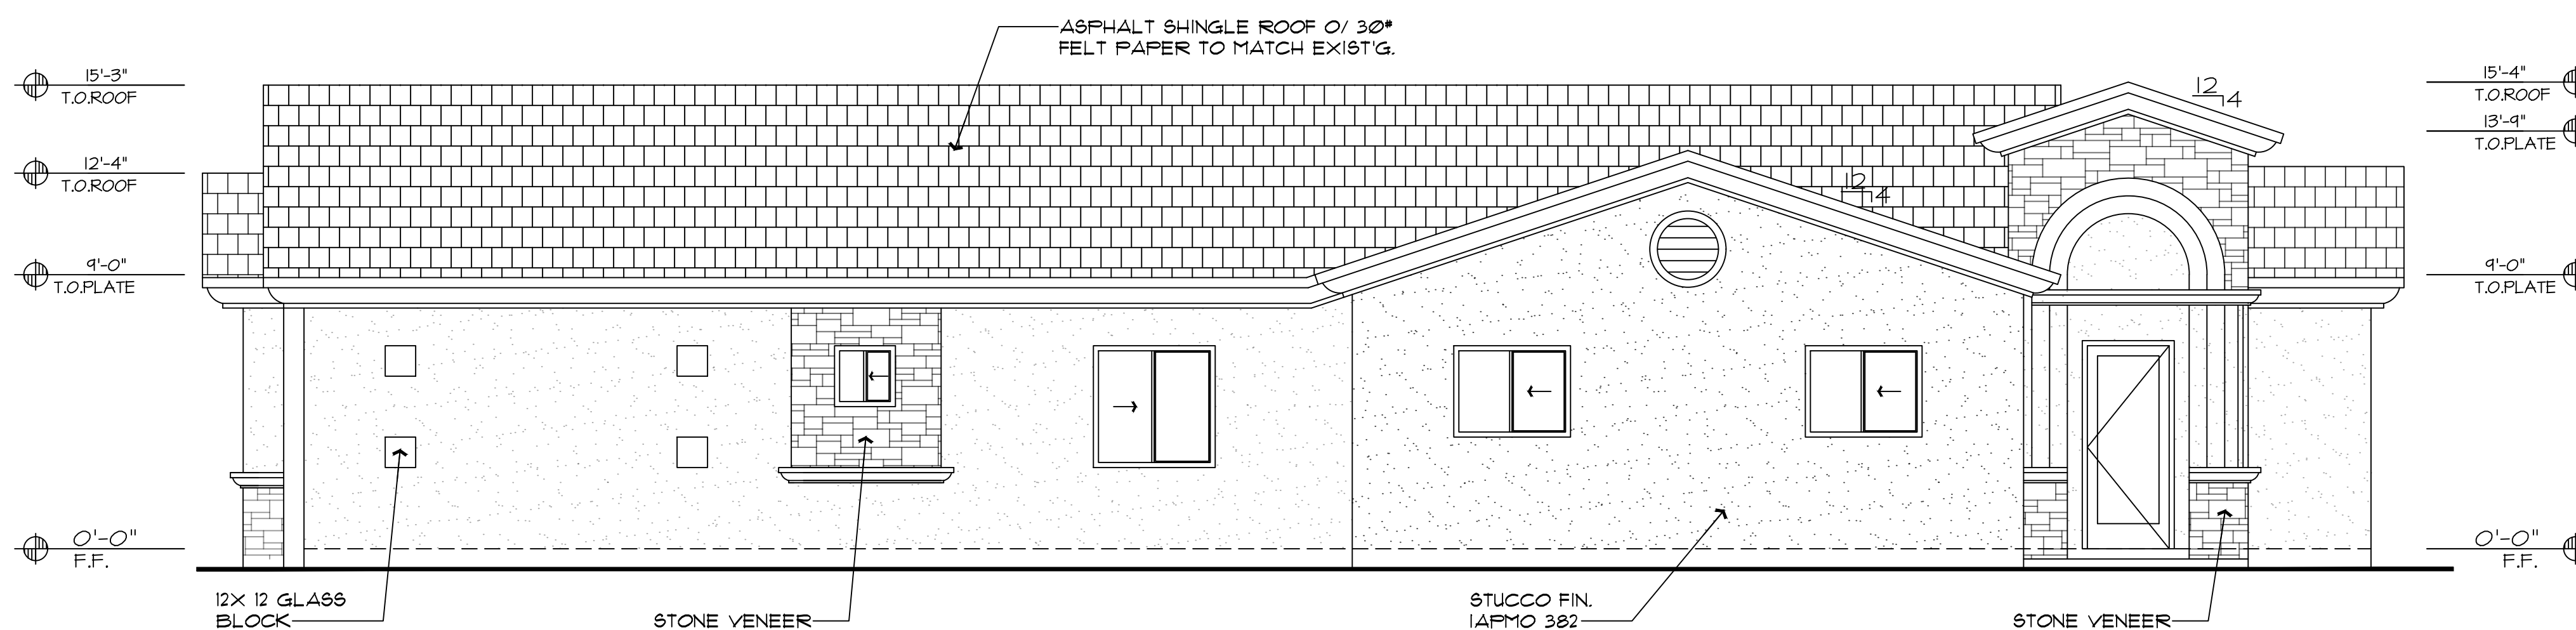 ASPHALT SHINGLE ROOF O/ 30#
FELT PAPER TO MATCH EXIST'G.
15'-3"
T.O.ROOF
12'-4"
T.O.ROOF
9'-0"
T.O.PLATE
0'-0"
F.F.
12
4
12
4
15'-4"
T.O.ROOF
13'-9"
T.O.PLATE
9'-0"
T.O.PLATE
0'-0"
F.F.
12X 12 GLASS
BLOCK
STONE VENEER
STUCCO FIN.
IAPMO 382
STONE VENEER